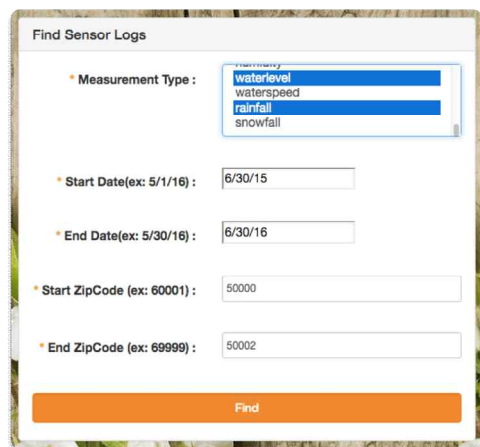 Find Sensor Logs
* Measurement Type :
humidity
waterlevel
waterspeed
rainfall
snowfall
* Start Date(ex: 5/1/16) :
6/30/15
* End Date(ex: 5/30/16) :
6/30/16
* Start ZipCode (ex: 60001) :
50000
* End ZipCode (ex: 69999) :
50002
Find